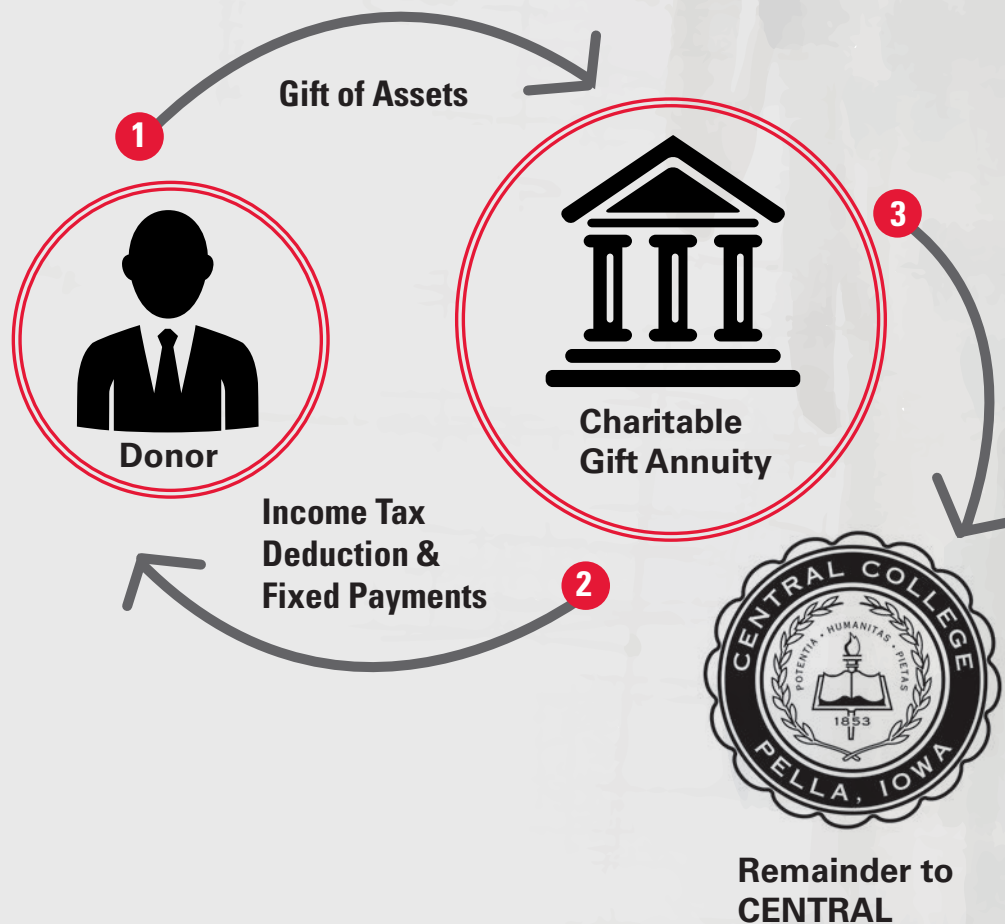 1
Gift of Assets
Donor
Charitable
Gift Annuity
Income Tax
Deduction &
Fixed Payments
2
3
CENTRAL COLLEGE
POTENTIA • HUMANITAS • PIETAS
1853
PELLA, IOWA
Remainder to
CENTRAL